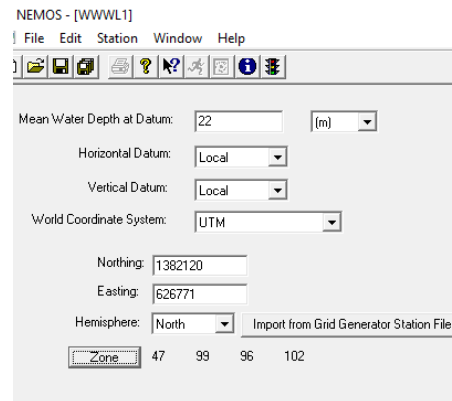 NEMOS - [WWWL1]
File Edit Station Window Help
Mean Water Depth at Datum: 22 (m)
Horizontal Datum: Local
Vertical Datum: Local
World Coordinate System: UTM
Northing: 1382120
Easting: 626771
Hemisphere: North Import from Grid Generator Station File
Zone 47 99 96 102